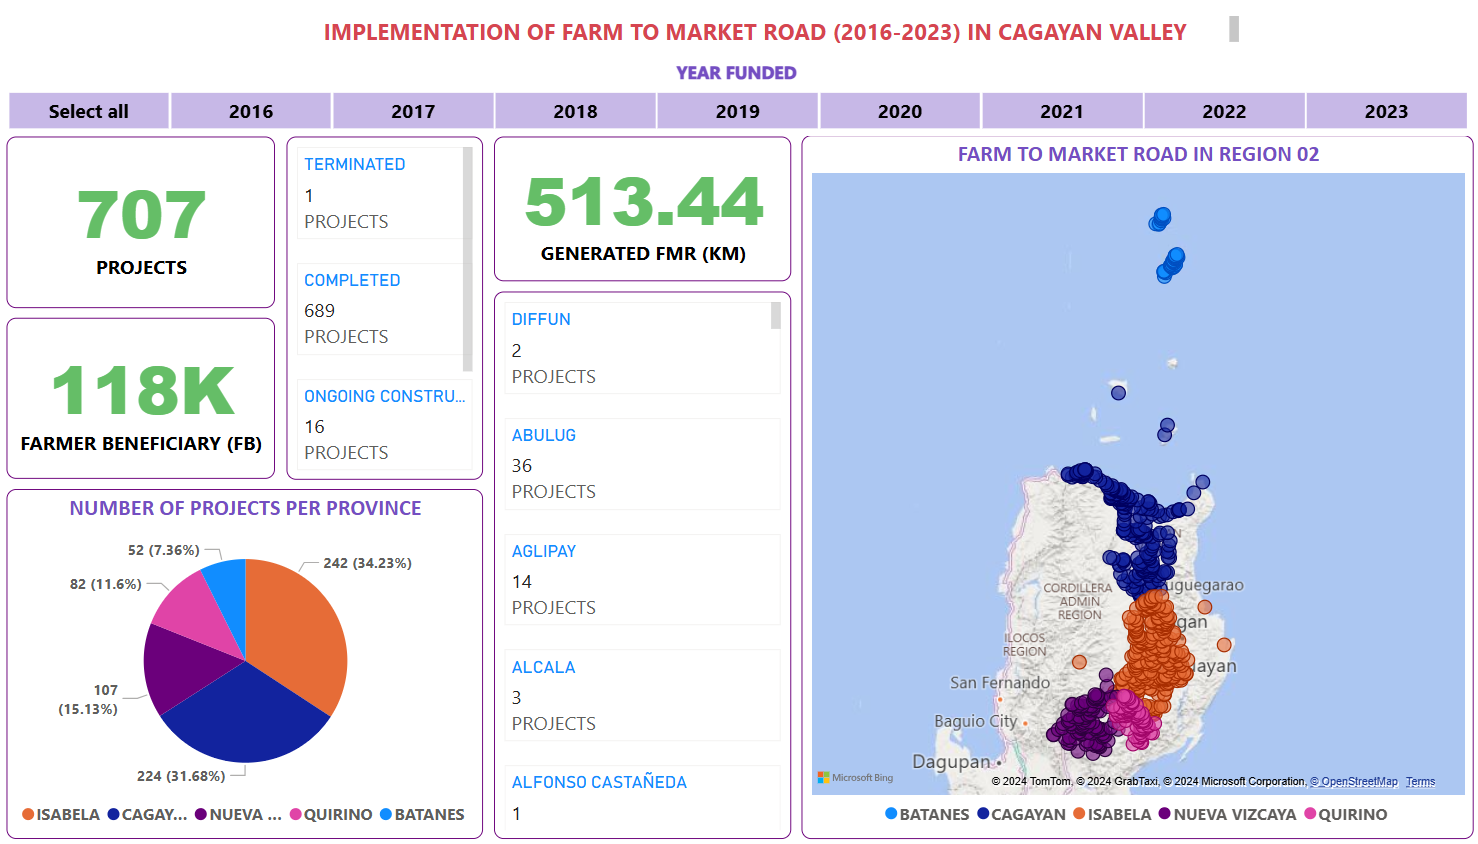 IMPLEMENTATION OF FARM TO MARKET ROAD (2016-2023) IN CAGAYAN VALLEY
YEAR FUNDED
Select all 2016 2017 2018 2019 2020 2021 2022 2023
707
PROJECTS
118K
FARMER BENEFICIARY (FB)
TERMINATED
1
PROJECTS
COMPLETED
689
PROJECTS
ONGOING CONSTRU...
16
PROJECTS
513.44
GENERATED FMR (KM)
DIFFUN
2
PROJECTS
ABULUG
36
PROJECTS
AGLIPAY
14
PROJECTS
ALCALA
3
PROJECTS
ALFONSO CASTAÑEDA
1
NUMBER OF PROJECTS PER PROVINCE
52 (7.36%)
242 (34.23%)
82 (11.6%)
107
(15.13%)
224 (31.68%)
ISABELA CAGAY... NUEVA ... QUIRINO BATANES
FARM TO MARKET ROAD IN REGION 02
CORDILLERA
ADMIN
REGION
uguegarao
gan
ILOCOS
REGION
ayan
San Fernando
Baguio City
Dagupan
Microsoft Bing
© 2024 TomTom, © 2024 GrabTaxi, © 2024 Microsoft Corporation, © OpenStreetMap Terms
BATANES CAGAYAN ISABELA NUEVA VIZCAYA QUIRINO